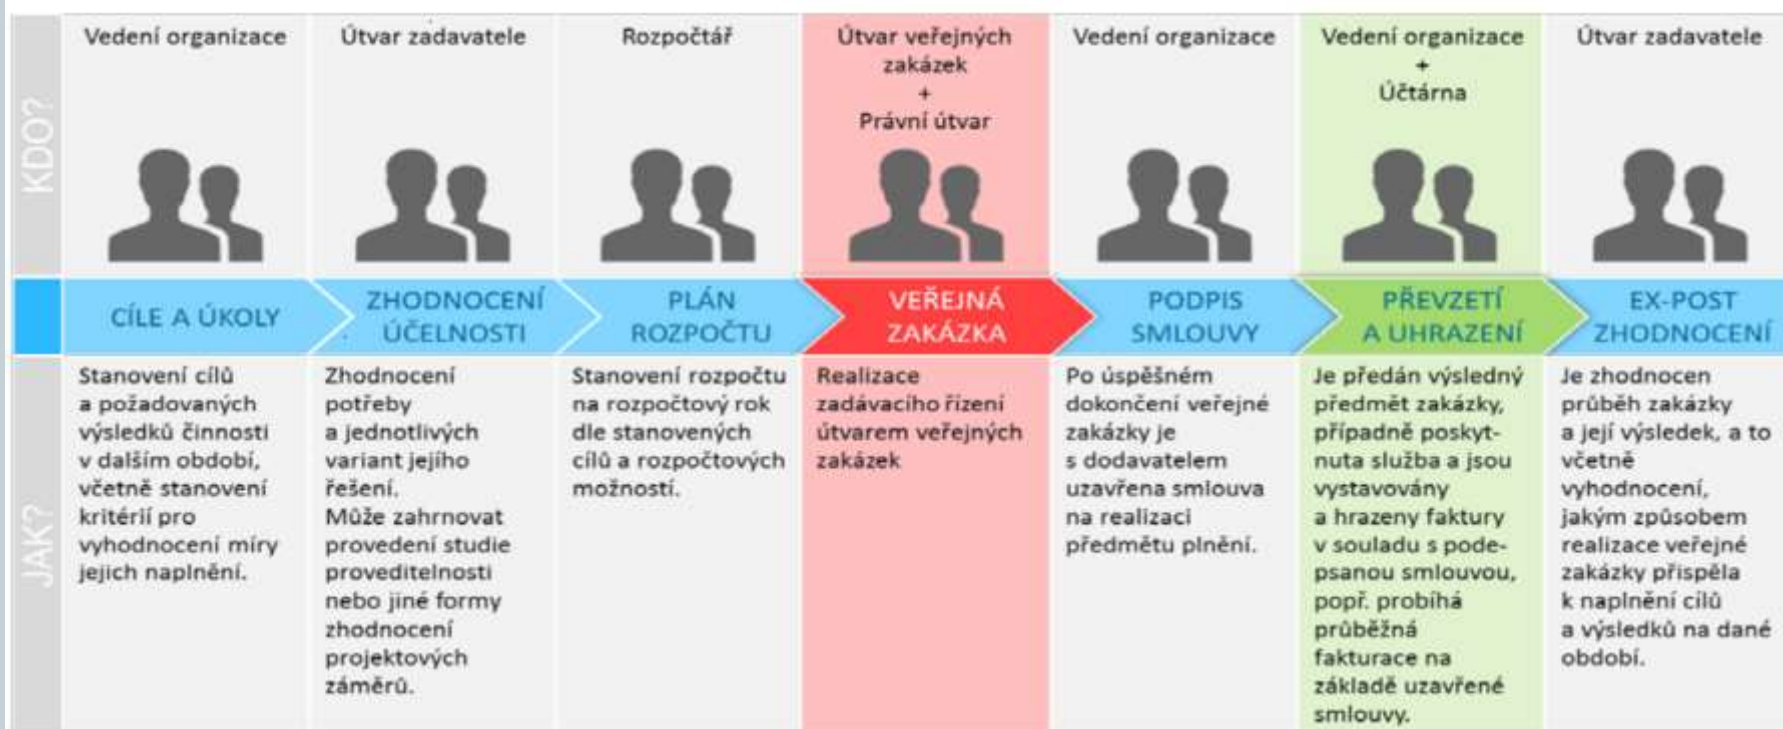 KDO?
Vedení organizace
Útvar zadavatele
Rozpočtář
Útvar veřejných
zakázek
+
Právní útvar
Vedení organizace
Vedení organizace
+
Účtárna
Útvar zadavatele
CÍLE A ÚKOLY
ZHODNOCENÍ
ÚČELNOSTI
PLÁN
ROZPOČTU
VEŘEJNÁ
ZAKÁZKA
PODPIS
SMLOUVY
PŘEVZETÍ
A UHRAZENÍ
EX-POST
ZHODNOCENÍ
JAK?
Stanovení cílů
a požadovaných
výsledků činnosti
v dalším období,
včetně stanovení
kritérií pro
vyhodnocení míry
jejich naplnění.
Zhodnocení
potřeby
a jednotlivých
variant jejího
řešení.
Může zahrnovat
provedení studie
proveditelnosti
nebo jiné formy
zhodnocení
projektových
záměrů.
Stanovení rozpočtu
na rozpočtový rok
dle stanovených
cílů a rozpočtových
možností.
Realizace
zadávacího řízení
útvarem veřejných
zakázek
Po úspěšném
dokončení veřejné
zakázky je
s dodavatelem
uzavřena smlouva
na realizaci
předmětu plnění.
Je předán výsledný
předmět zakázky,
případně poskyt-
nuta služba a jsou
vystavovány
a hrazeny faktury
v souladu s pode-
psanou smlouvou,
popř. probíhá
průběžná
fakturace na
základě uzavřené
smlouvy.
Je zhodnocen
průběh zakázky
a její výsledek, a to
včetně
vyhodnocení,
jakým způsobem
realizace veřejné
zakázky přispěla
k naplnění cílů
a výsledků na dané
období.